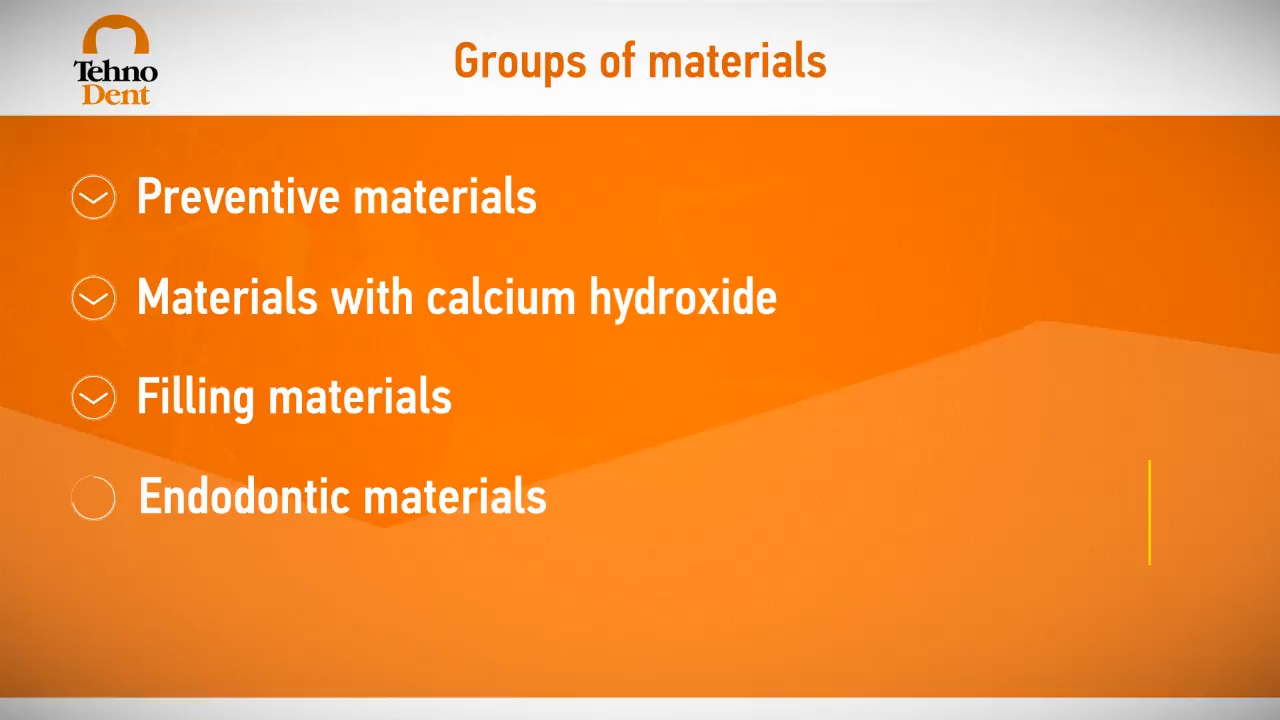 Tehno
Dent
Groups of materials
Preventive materials
Materials with calcium hydroxide
Filling materials
Endodontic materials